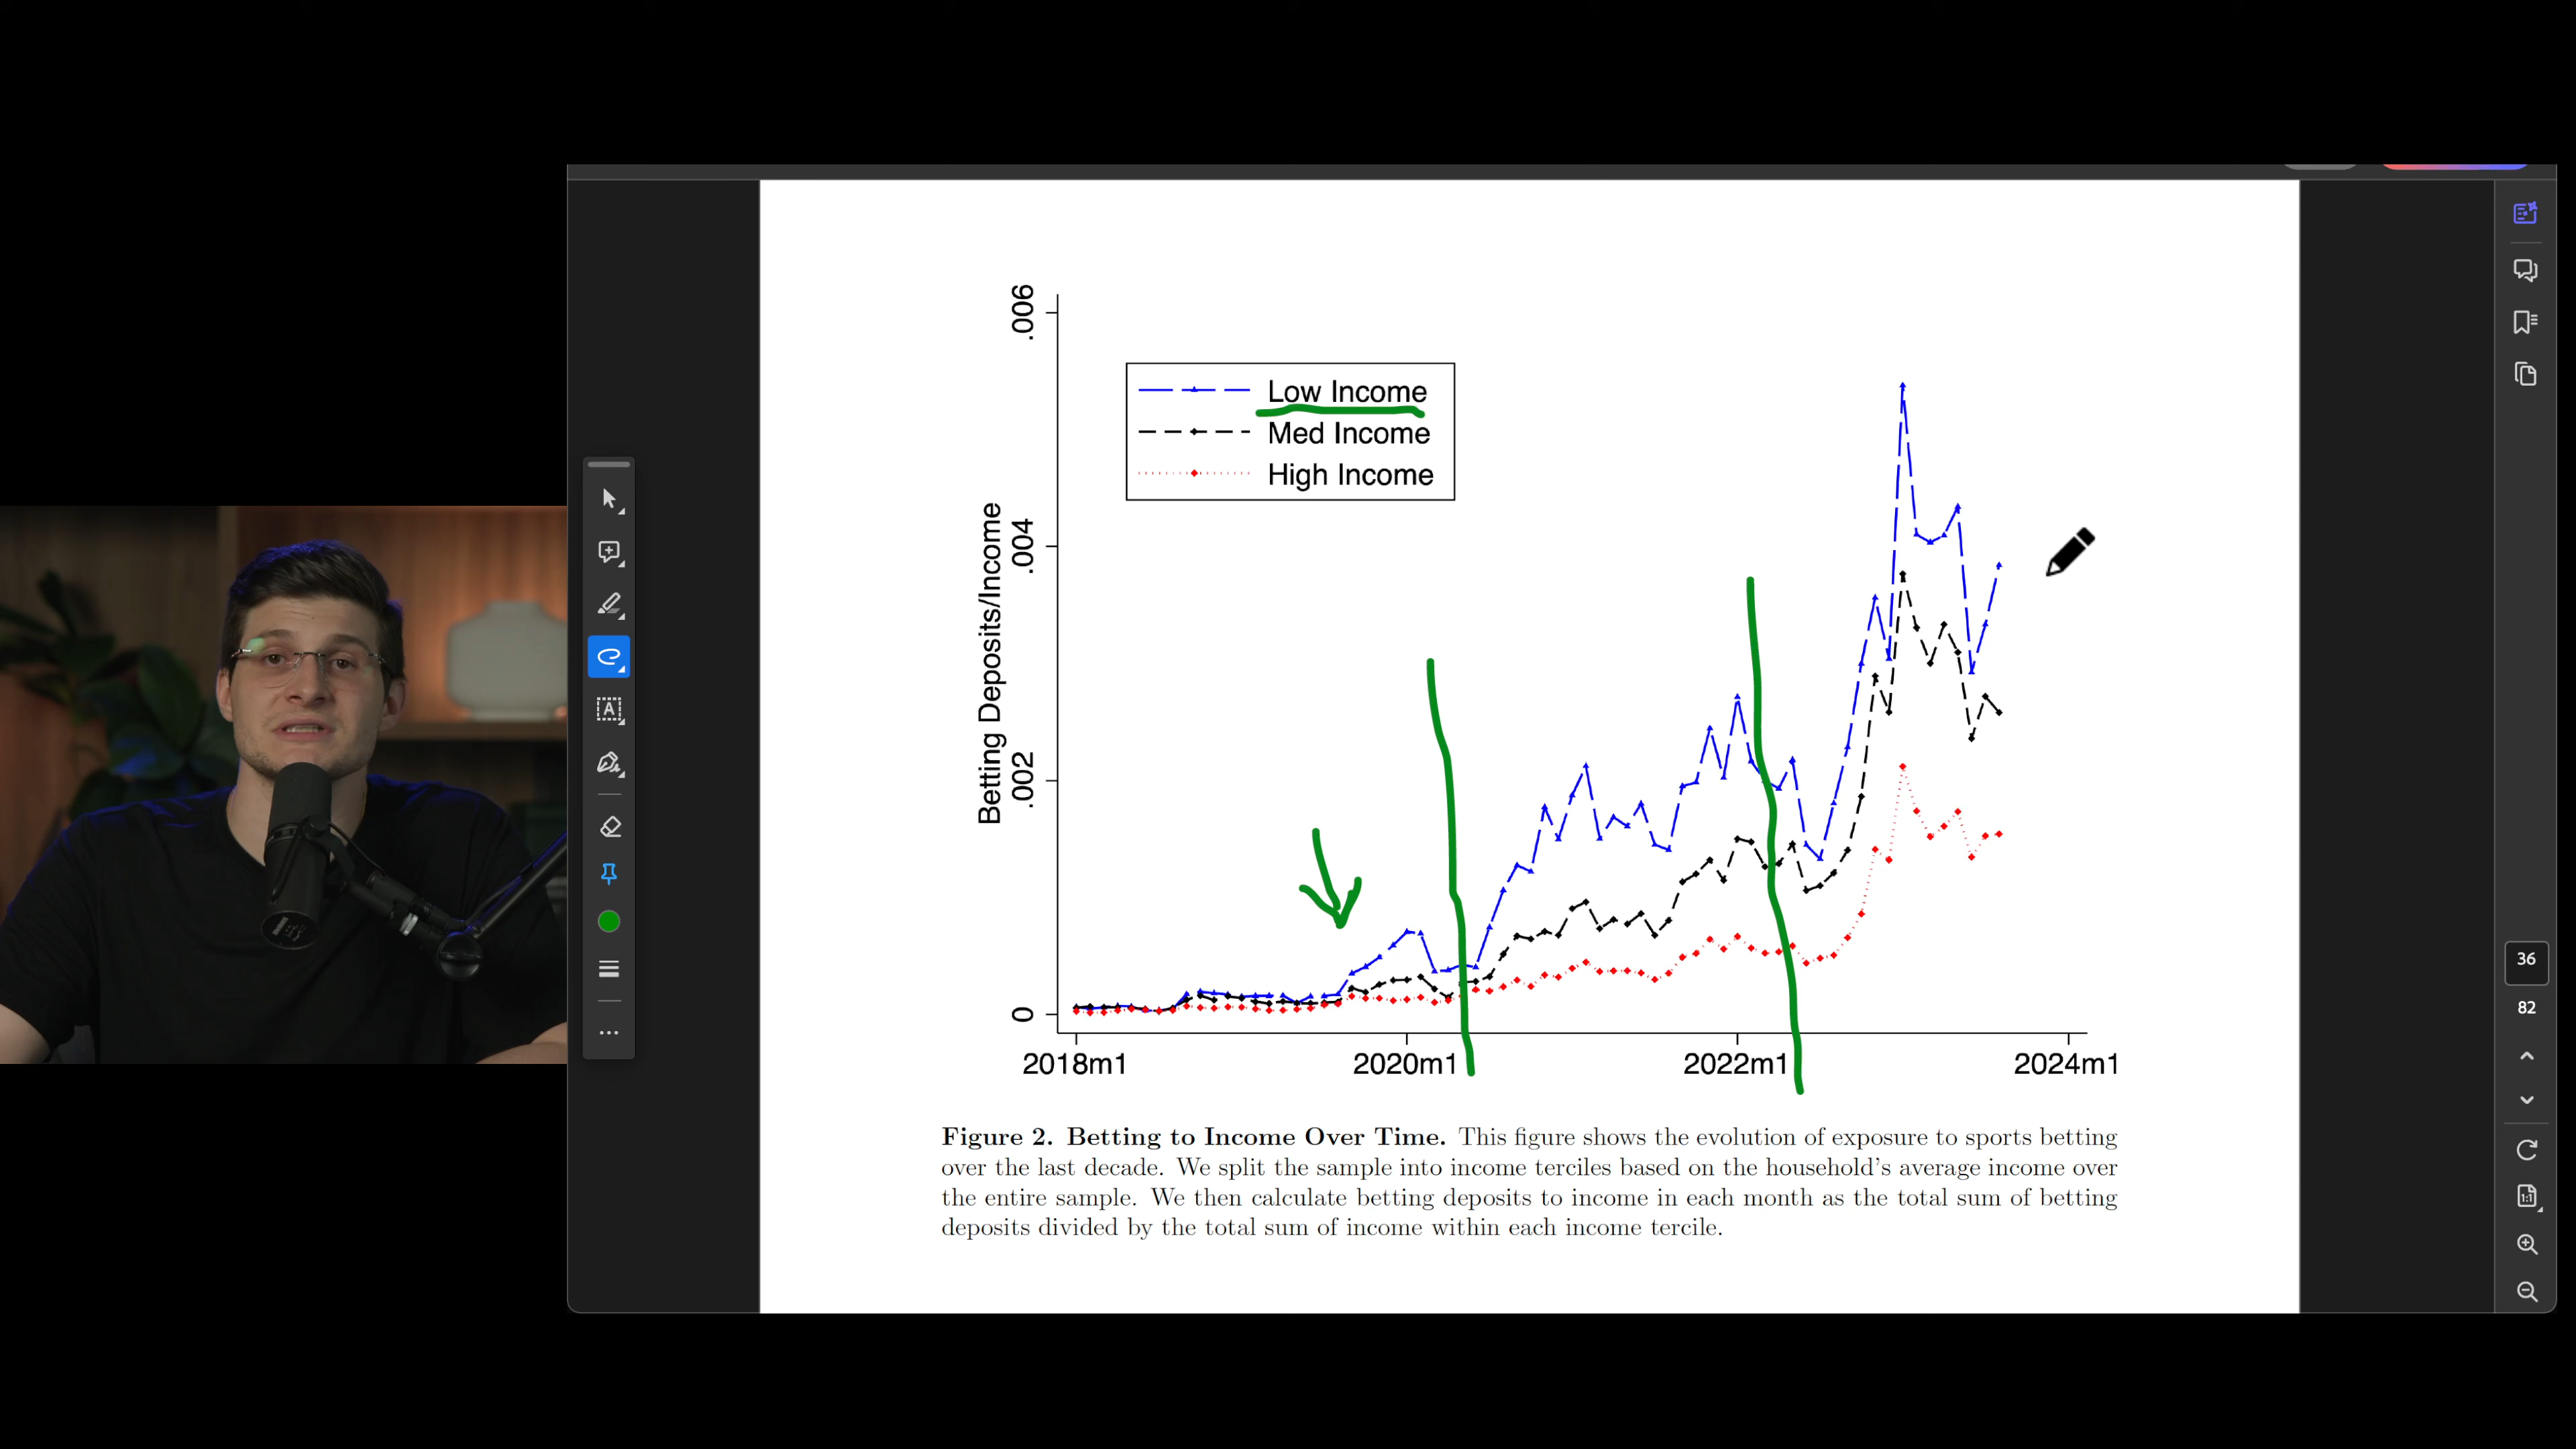 .006
Low Income
Med Income
High Income
.004
.002
0
Betting Deposits/Income
2018m1
2020m1
2022m1
2024m1
Figure 2. Betting to Income Over Time. This figure shows the evolution of exposure to sports betting
over the last decade. We split the sample into income terciles based on the household's average income over
the entire sample. We then calculate betting deposits to income in each month as the total sum of betting
deposits divided by the total sum of income within each income tercile.
A
36
82
1:1